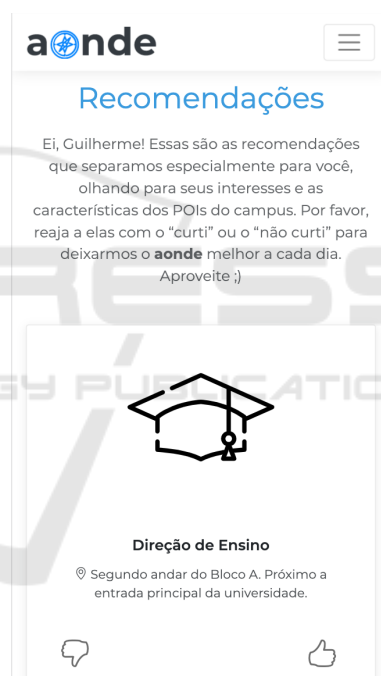 aonde
Recomendações
Ei, Guilherme! Essas são as recomendações
que separamos especialmente para você,
olhando para seus interesses e as
características dos POIs do campus. Por favor,
reaja a elas com o “curti” ou o “não curti” para
deixarmos o aonde melhor a cada dia.
Aproveite ;)
Direção de Ensino
Segundo andar do Bloco A. Próximo a
entrada principal da universidade.